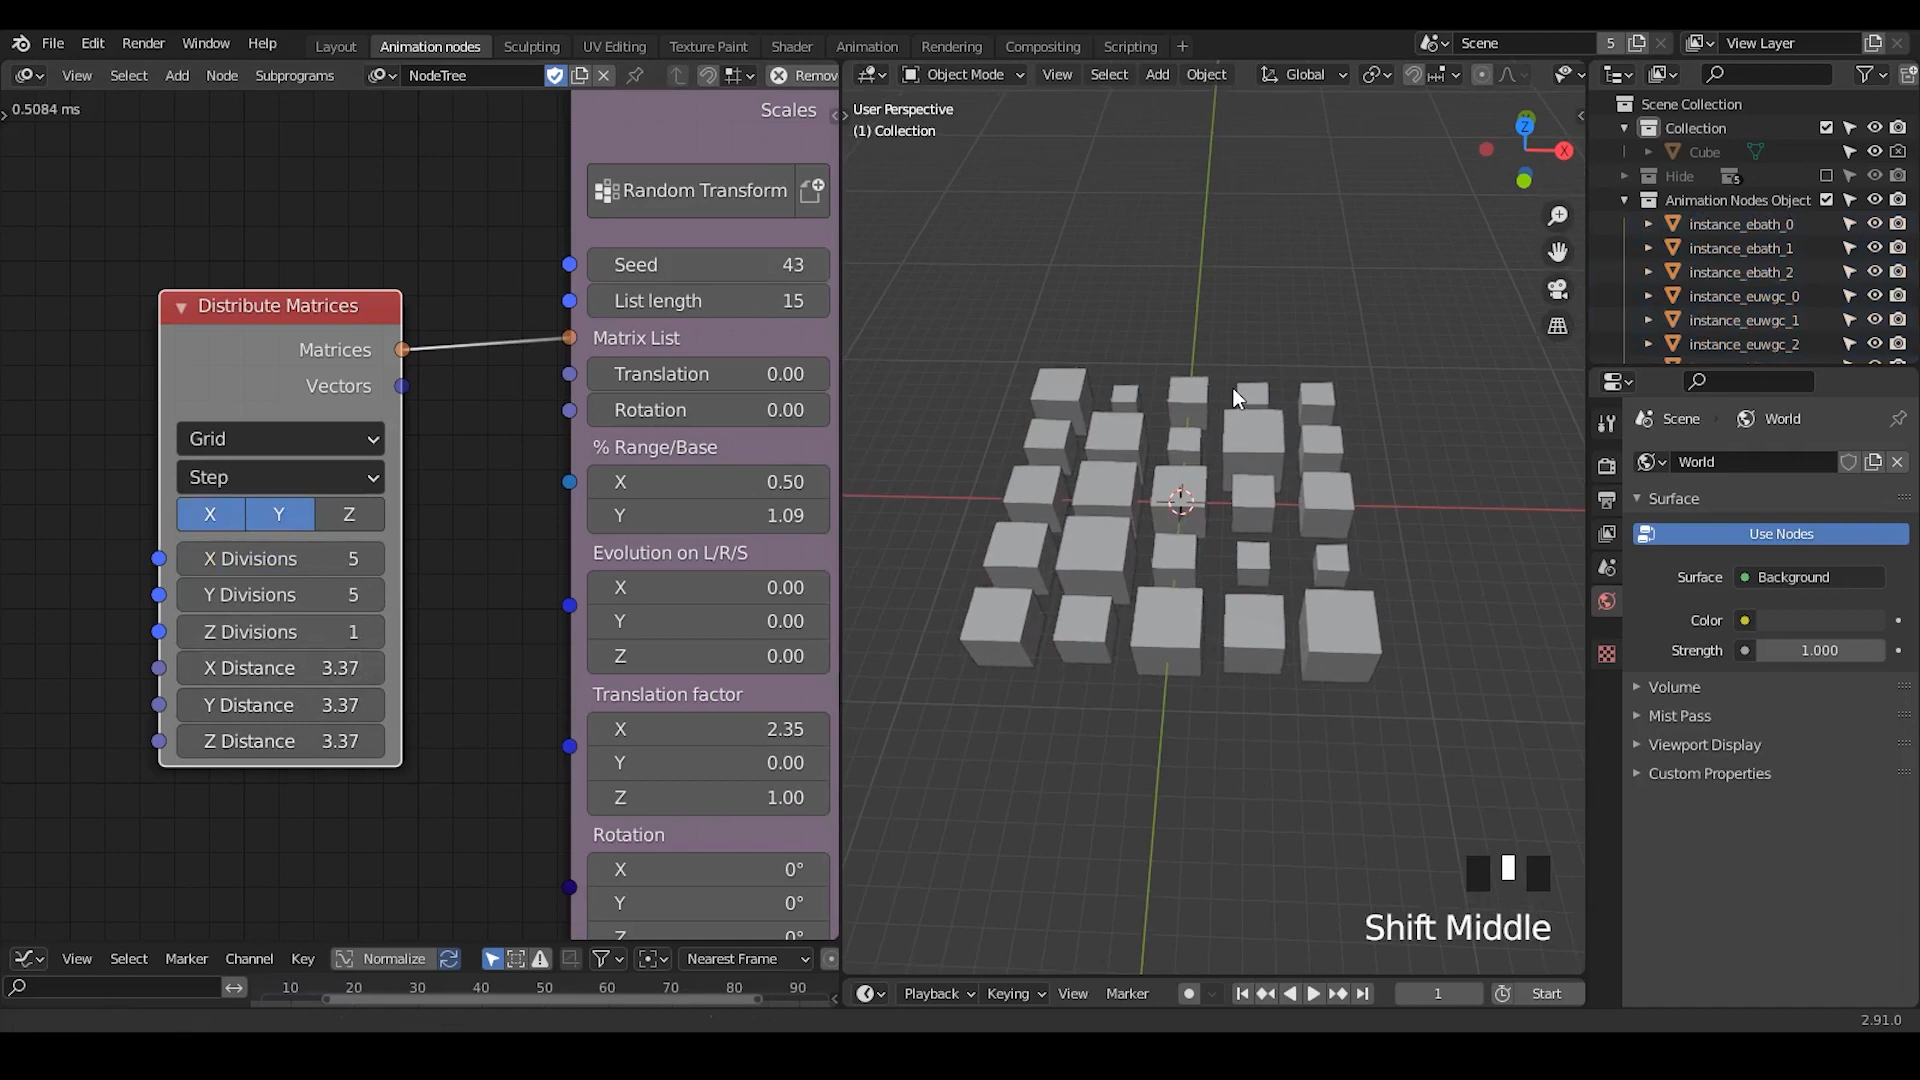 File Edit Render Window Help Layout Animation nodes Sculpting UV Editing Texture Paint Shader Animation Rendering Compositing Scripting Scene 5 View Layer
View Select Add Node Subprograms NodeTree Remov
Object Mode View Select Add Object Global
0.5084 ms
Distribute Matrices
Matrices
Vectors
Grid
Step
X Y Z
X Divisions 5
Y Divisions 5
Z Divisions 1
X Distance 3.37
Y Distance 3.37
Z Distance 3.37
Scales
Random Transform
Seed 43
List length 15
Matrix List
Translation 0.00
Rotation 0.00
% Range/Base
X 0.50
Y 1.09
Evolution on L/R/S
X 0.00
Y 0.00
Z 0.00
Translation factor
X 2.35
Y 0.00
Z 1.00
Rotation
X 0°
Y 0°
Z 0°
User Perspective
(1) Collection
Z
X
Shift Middle
Scene Collection
Collection
Cube
Hide 5
Animation Nodes Object
instance_ebath_0
instance_ebath_1
instance_ebath_2
instance_euwgc_0
instance_euwgc_1
instance_euwgc_2
Scene World
World
Surface
Use Nodes
Surface Background
Color
Strength 1.000
Volume
Mist Pass
Viewport Display
Custom Properties
View Select Marker Channel Key Normalize Nearest Frame
10 20 30 40 50 60 70 80 90
Playback Keying View Marker 1 Start
2.91.0